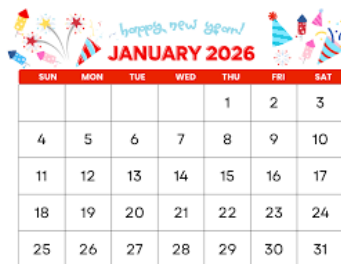 happy new year!
JANUARY 2026
SUN MON TUE WED THU FRI SAT
1 2 3
4 5 6 7 8 9 10
11 12 13 14 15 16 17
18 19 20 21 22 23 24
25 26 27 28 29 30 31